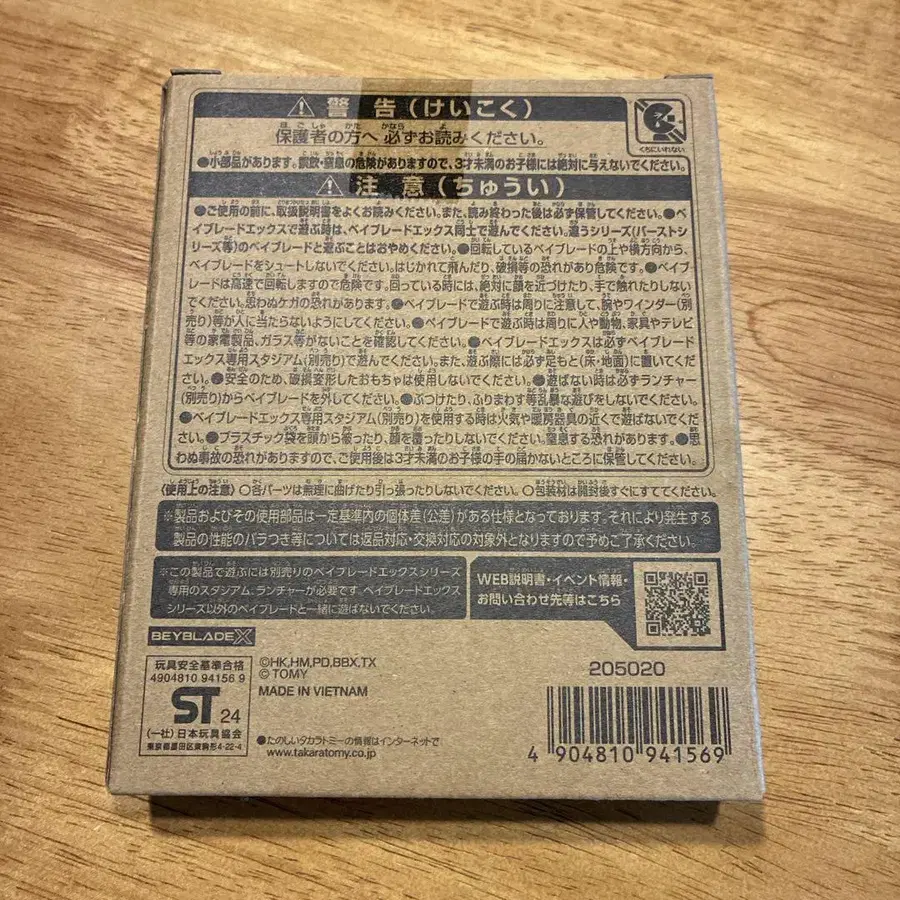 ⚠ 警告(けいこく)
くちにいれない
保護者の方へ 必ずお読みください。
●小部品があります。誤飲・窒息の危険がありますので、3才未満のお子様には絶対に与えないでください。
⚠ 注意(ちゅうい)
●ご使用の前に、取扱説明書をよくお読みください。また、読み終わった後は必ず保管してください。●ベ
イブレードエックスで遊ぶ時は、ベイブレードエックス同士で遊んでください。違うシリーズ(バーストシ
リーズ等)のベイブレードと遊ぶことはおやめください。●回転しているベイブレードの上や横方向から、
ベイブレードをシュートしないでください。はじかれて飛んだり、破損等の恐れがあり危険です。●ベイブレ
ードは高速で回転しますので危険です。回っている時には、絶対に顔を近づけたり、手で触れたりしない
でください。思わぬケガの恐れがあります。●ベイブレードで遊ぶ時は周りに注意して、腕やワインダー(別
売り)等が人に当たらないようにしてください。●ベイブレードで遊ぶ時は周りに人や動物、家具やテレビ
等の家電製品、ガラス等がないことを確認してください。●ベイブレードエックスは必ずベイブレード
エックス専用スタジアム(別売り)で遊んでください。また、遊ぶ際には必ず足もと(床・地面)に置いてくだ
さい。●安全のため、破損変形したおもちゃは使用しないでください。●遊ばない時は必ずランチャー
(別売り)からベイブレードを外してください。●ぶつけたり、ふりまわす等乱暴な遊びをしないでください。
●ベイブレードエックス専用スタジアム(別売り)を使用する時は火気や暖房器具の近くで遊ばないでくだ
さい。●プラスチック袋を頭から被ったり、顔を覆ったりしないでください。窒息する恐れがあります。●思
わぬ事故の恐れがありますので、ご使用後は3才未満のお子様の手の届かないところに保管してください。
〈使用上の注意〉○各パーツは無理に曲げたり引っ張ったりしないでください。○包装材は開封後すぐにすててください。
※製品およびその使用部品は一定基準内の個体差(公差)がある仕様となっております。それにより発生する
製品の性能のバラつき等については返品対応・交換対応の対象外となりますので予めご了承ください。
※この製品で遊ぶには別売りのベイブレードエックスシリーズ
専用のスタジアム、ランチャーが必要です。ベイブレードエックス
シリーズ以外のベイブレードと一緒に遊ばないでください。
WEB説明書・イベント情報・
お問い合わせ先等はこちら
BEYBLADE X
玩具安全基準合格
4904810 94156 9
ST 24
(一社)日本玩具協会
東京都墨田区東駒形4-22-4
©HK,HM,PD,BBX,TX
© TOMY
MADE IN VIETNAM
●たのしいタカラトミーの情報はインターネットで
www.takaratomy.co.jp
205020
4 904810 941569